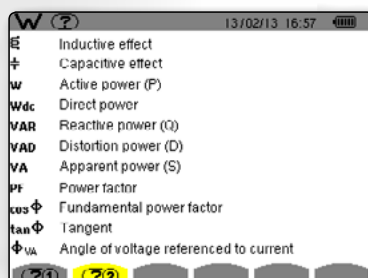 W (?) 13/02/13 16:57
Inductive effect
Capacitive effect
W Active power (P)
Wdc Direct power
VAR Reactive power (Q)
VAD Distortion power (D)
VA Apparent power (S)
PF Power factor
cos Φ Fundamental power factor
tan Φ Tangent
Φ VA Angle of voltage referenced to current
(?1) (?2)